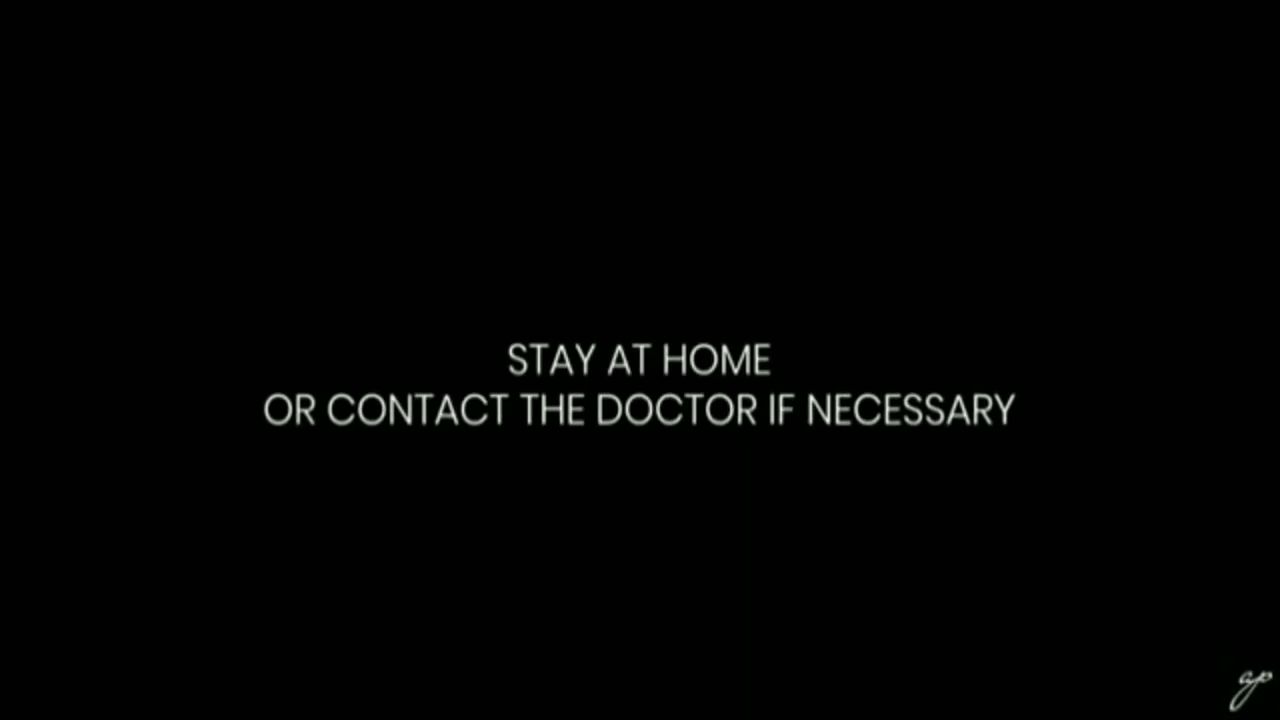 STAY AT HOME
OR CONTACT THE DOCTOR IF NECESSARY